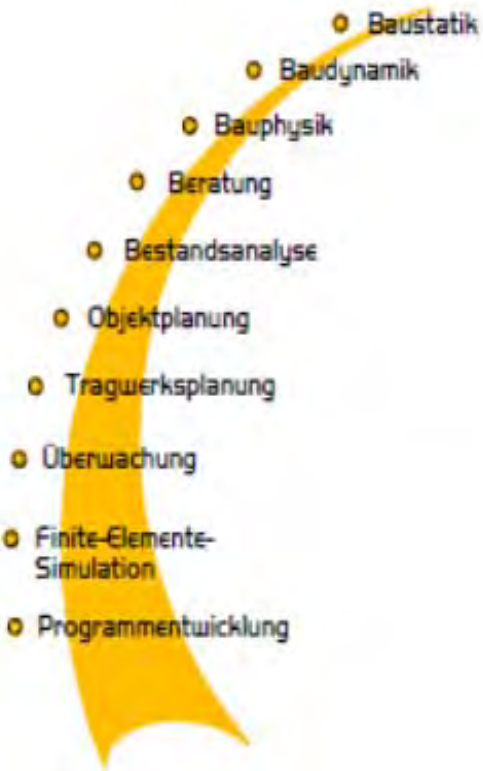 Baustatik
Baudynamik
Bauphysik
Beratung
Bestandsanalyse
Objektplanung
Tragwerksplanung
Überwachung
Finite-Elemente-
Simulation
Programmentwicklung